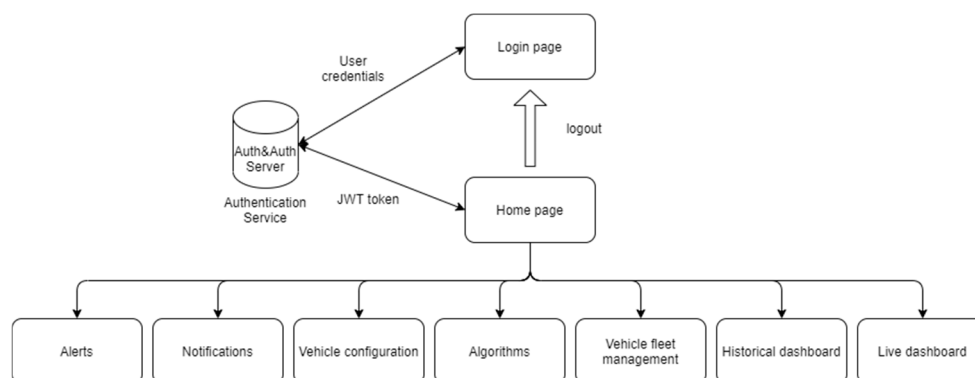 Login page
User
credentials
logout
Auth&Auth
Server
Authentication
Service
JWT token
Home page
Alerts
Notifications
Vehicle configuration
Algorithms
Vehicle fleet
management
Historical dashboard
Live dashboard